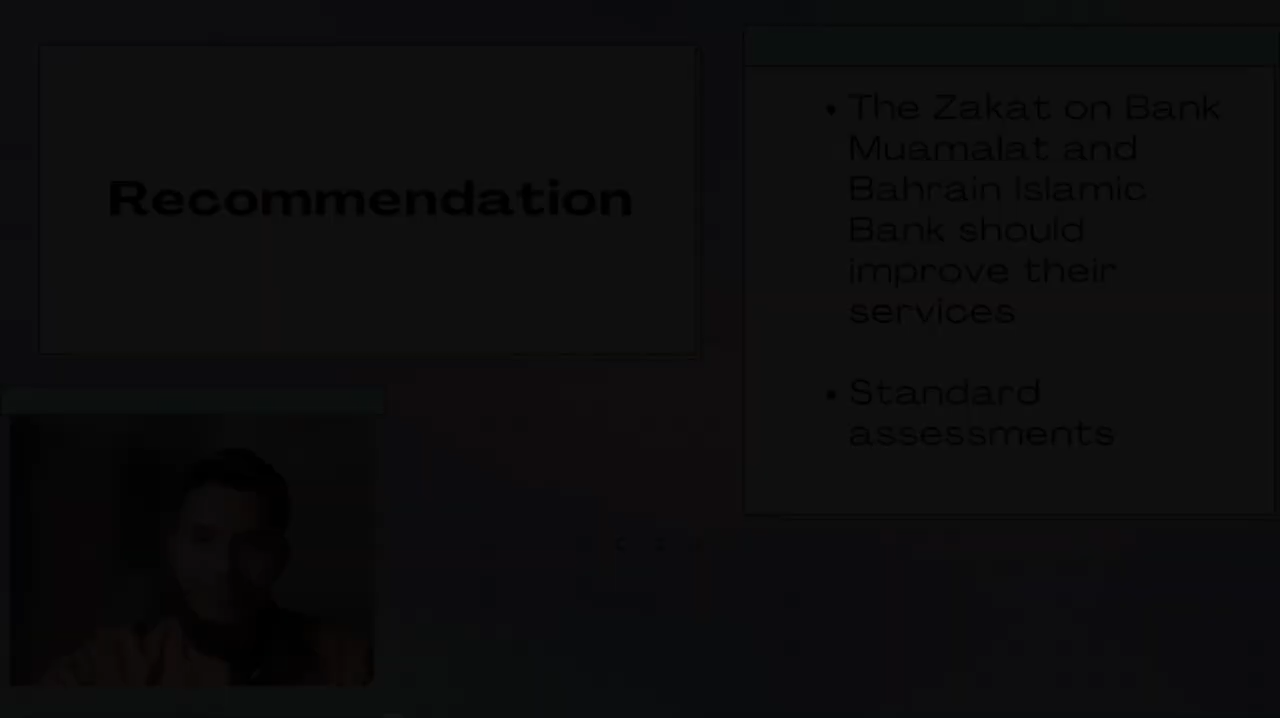 Recommendation
• The Zakat on Bank
Muamalat and
Bahrain Islamic
Bank should
improve their
services
• Standard
assessments